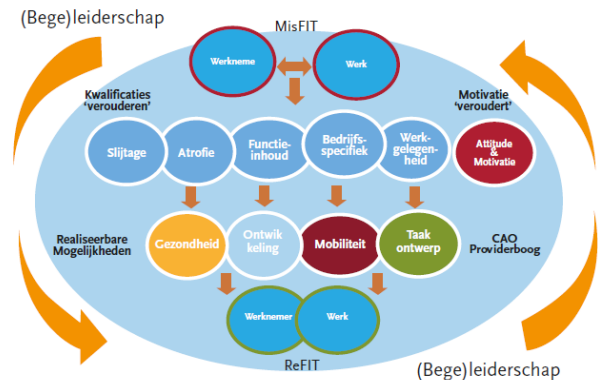 (Bege)leiderschap
MisFIT
Werkneme
Werk
Kwalificaties
‘verouderen’
Motivatie
‘veroudert’
Slijtage
Atrofie
Functie-
inhoud
Bedrijfs-
specifiek
Werk-
gelegen-
heid
Attitude
&
Motivatie
Realiseerbare
Mogelijkheden
Gezondheid
Ontwik
keling
Mobiliteit
Taak
ontwerp
CAO
Providerboog
Werknemer
Werk
ReFIT
(Bege)leiderschap